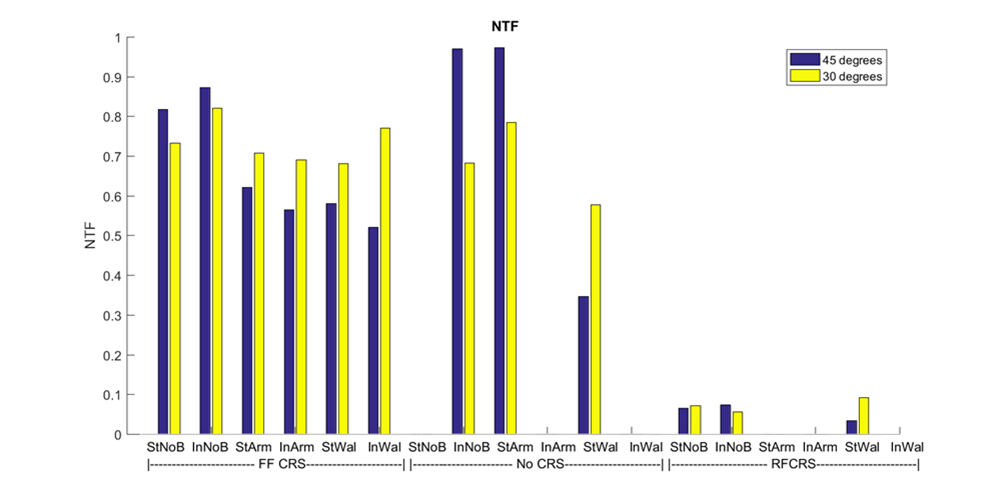 NTF
1
0.9
0.8
0.7
0.6
0.5
0.4
0.3
0.2
0.1
0
NTF
45 degrees
30 degrees
StNoB InNoB StArm InArm StWal InWal StNoB InNoB StArm InArm StWal InWal StNoB InNoB StArm InArm StWal InWal
|------------------------ FF CRS----------------------| |----------------------- No CRS----------------------| |----------------------- RFCRS-----------------------|